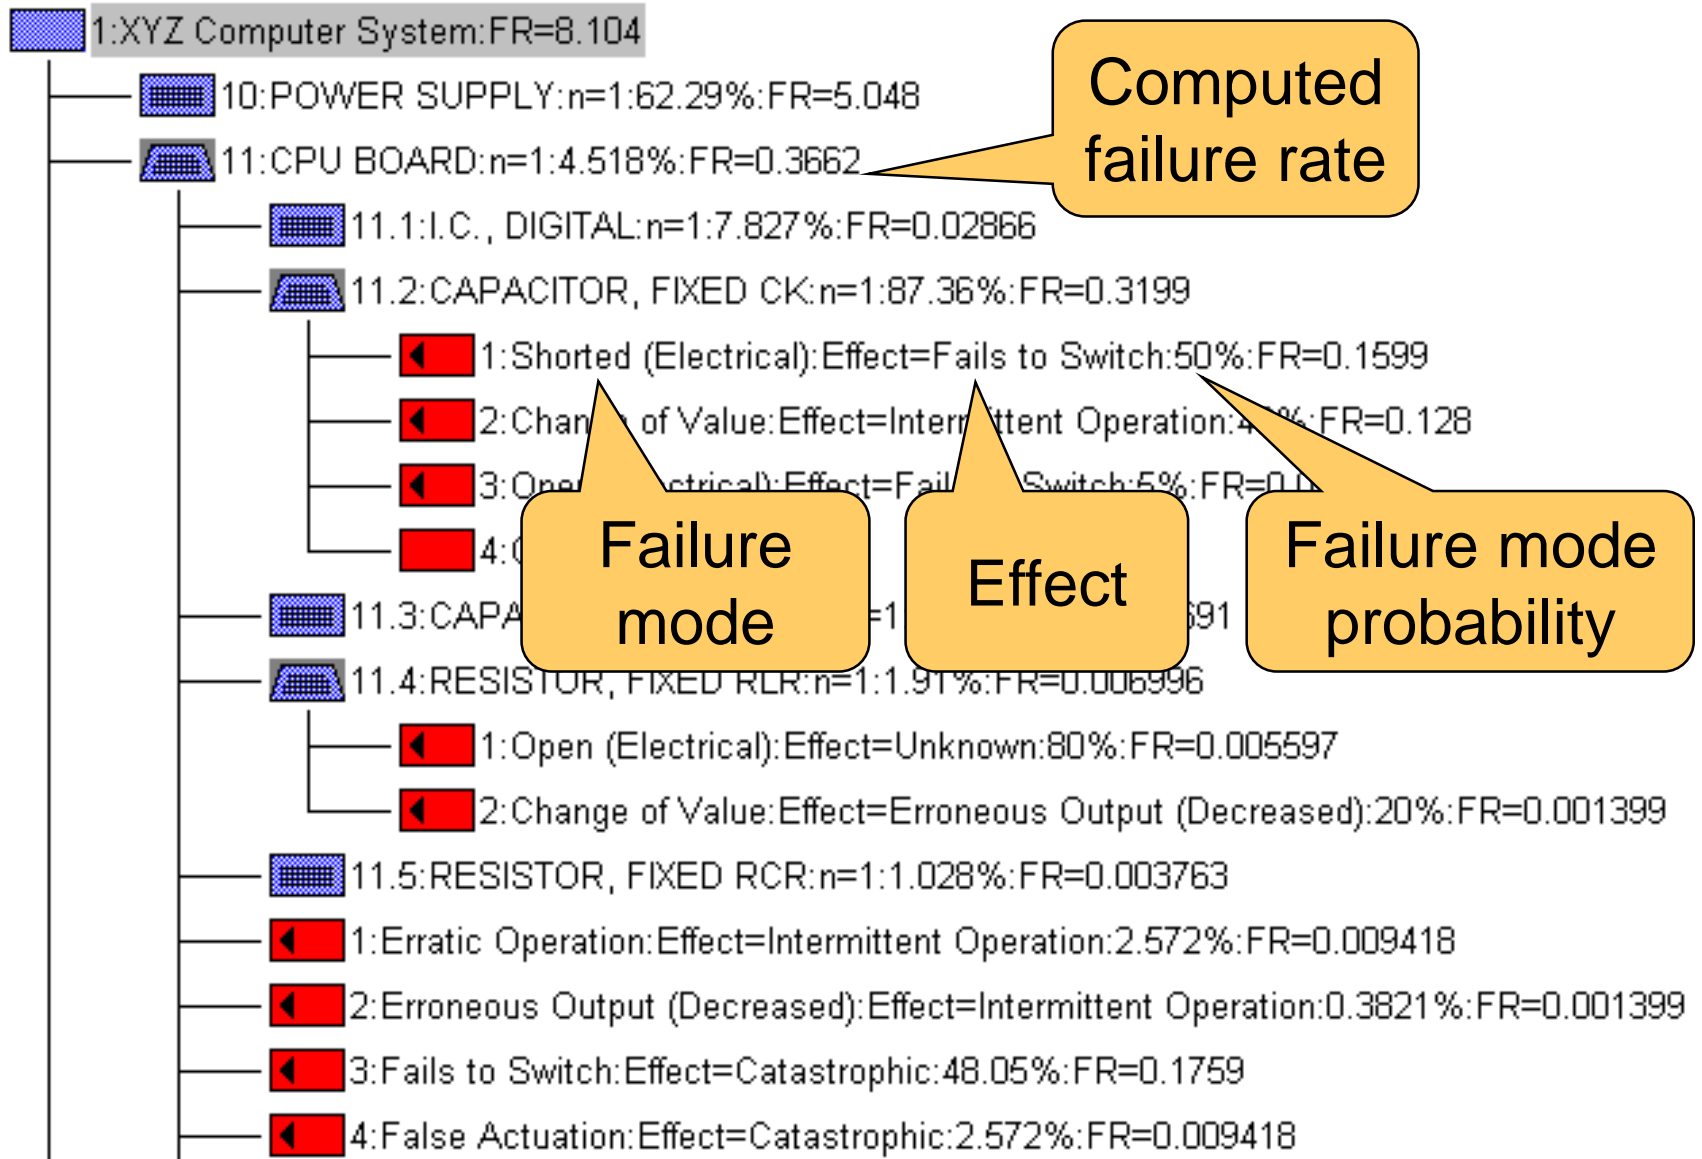 1:XYZ Computer System:FR=8.104
10:POWER SUPPLY:n=1:62.29%:FR=5.048
Computed
failure rate
11:CPU BOARD:n=1:4.518%:FR=0.3662
11.1:I.C., DIGITAL:n=1:7.827%:FR=0.02866
11.2:CAPACITOR, FIXED CK:n=1:87.36%:FR=0.3199
1:Shorted (Electrical):Effect=Fails to Switch:50%:FR=0.1599
2:Change of Value:Effect=Intermittent Operation: %:FR=0.128
3:Open Effect= Switch:5%:FR=0.0
4:
Failure
mode
Effect
Failure mode
probability
11.3:CAPA
11.4:RESISTOR, FIXED RLR:n=1:1.91%:FR=0.006996
1:Open (Electrical):Effect=Unknown:80%:FR=0.005597
2:Change of Value:Effect=Erroneous Output (Decreased):20%:FR=0.001399
11.5:RESISTOR, FIXED RCR:n=1:1.028%:FR=0.003763
1:Erratic Operation:Effect=Intermittent Operation:2.572%:FR=0.009418
2:Erroneous Output (Decreased):Effect=Intermittent Operation:0.3821%:FR=0.001399
3:Fails to Switch:Effect=Catastrophic:48.05%:FR=0.1759
4:False Actuation:Effect=Catastrophic:2.572%:FR=0.009418